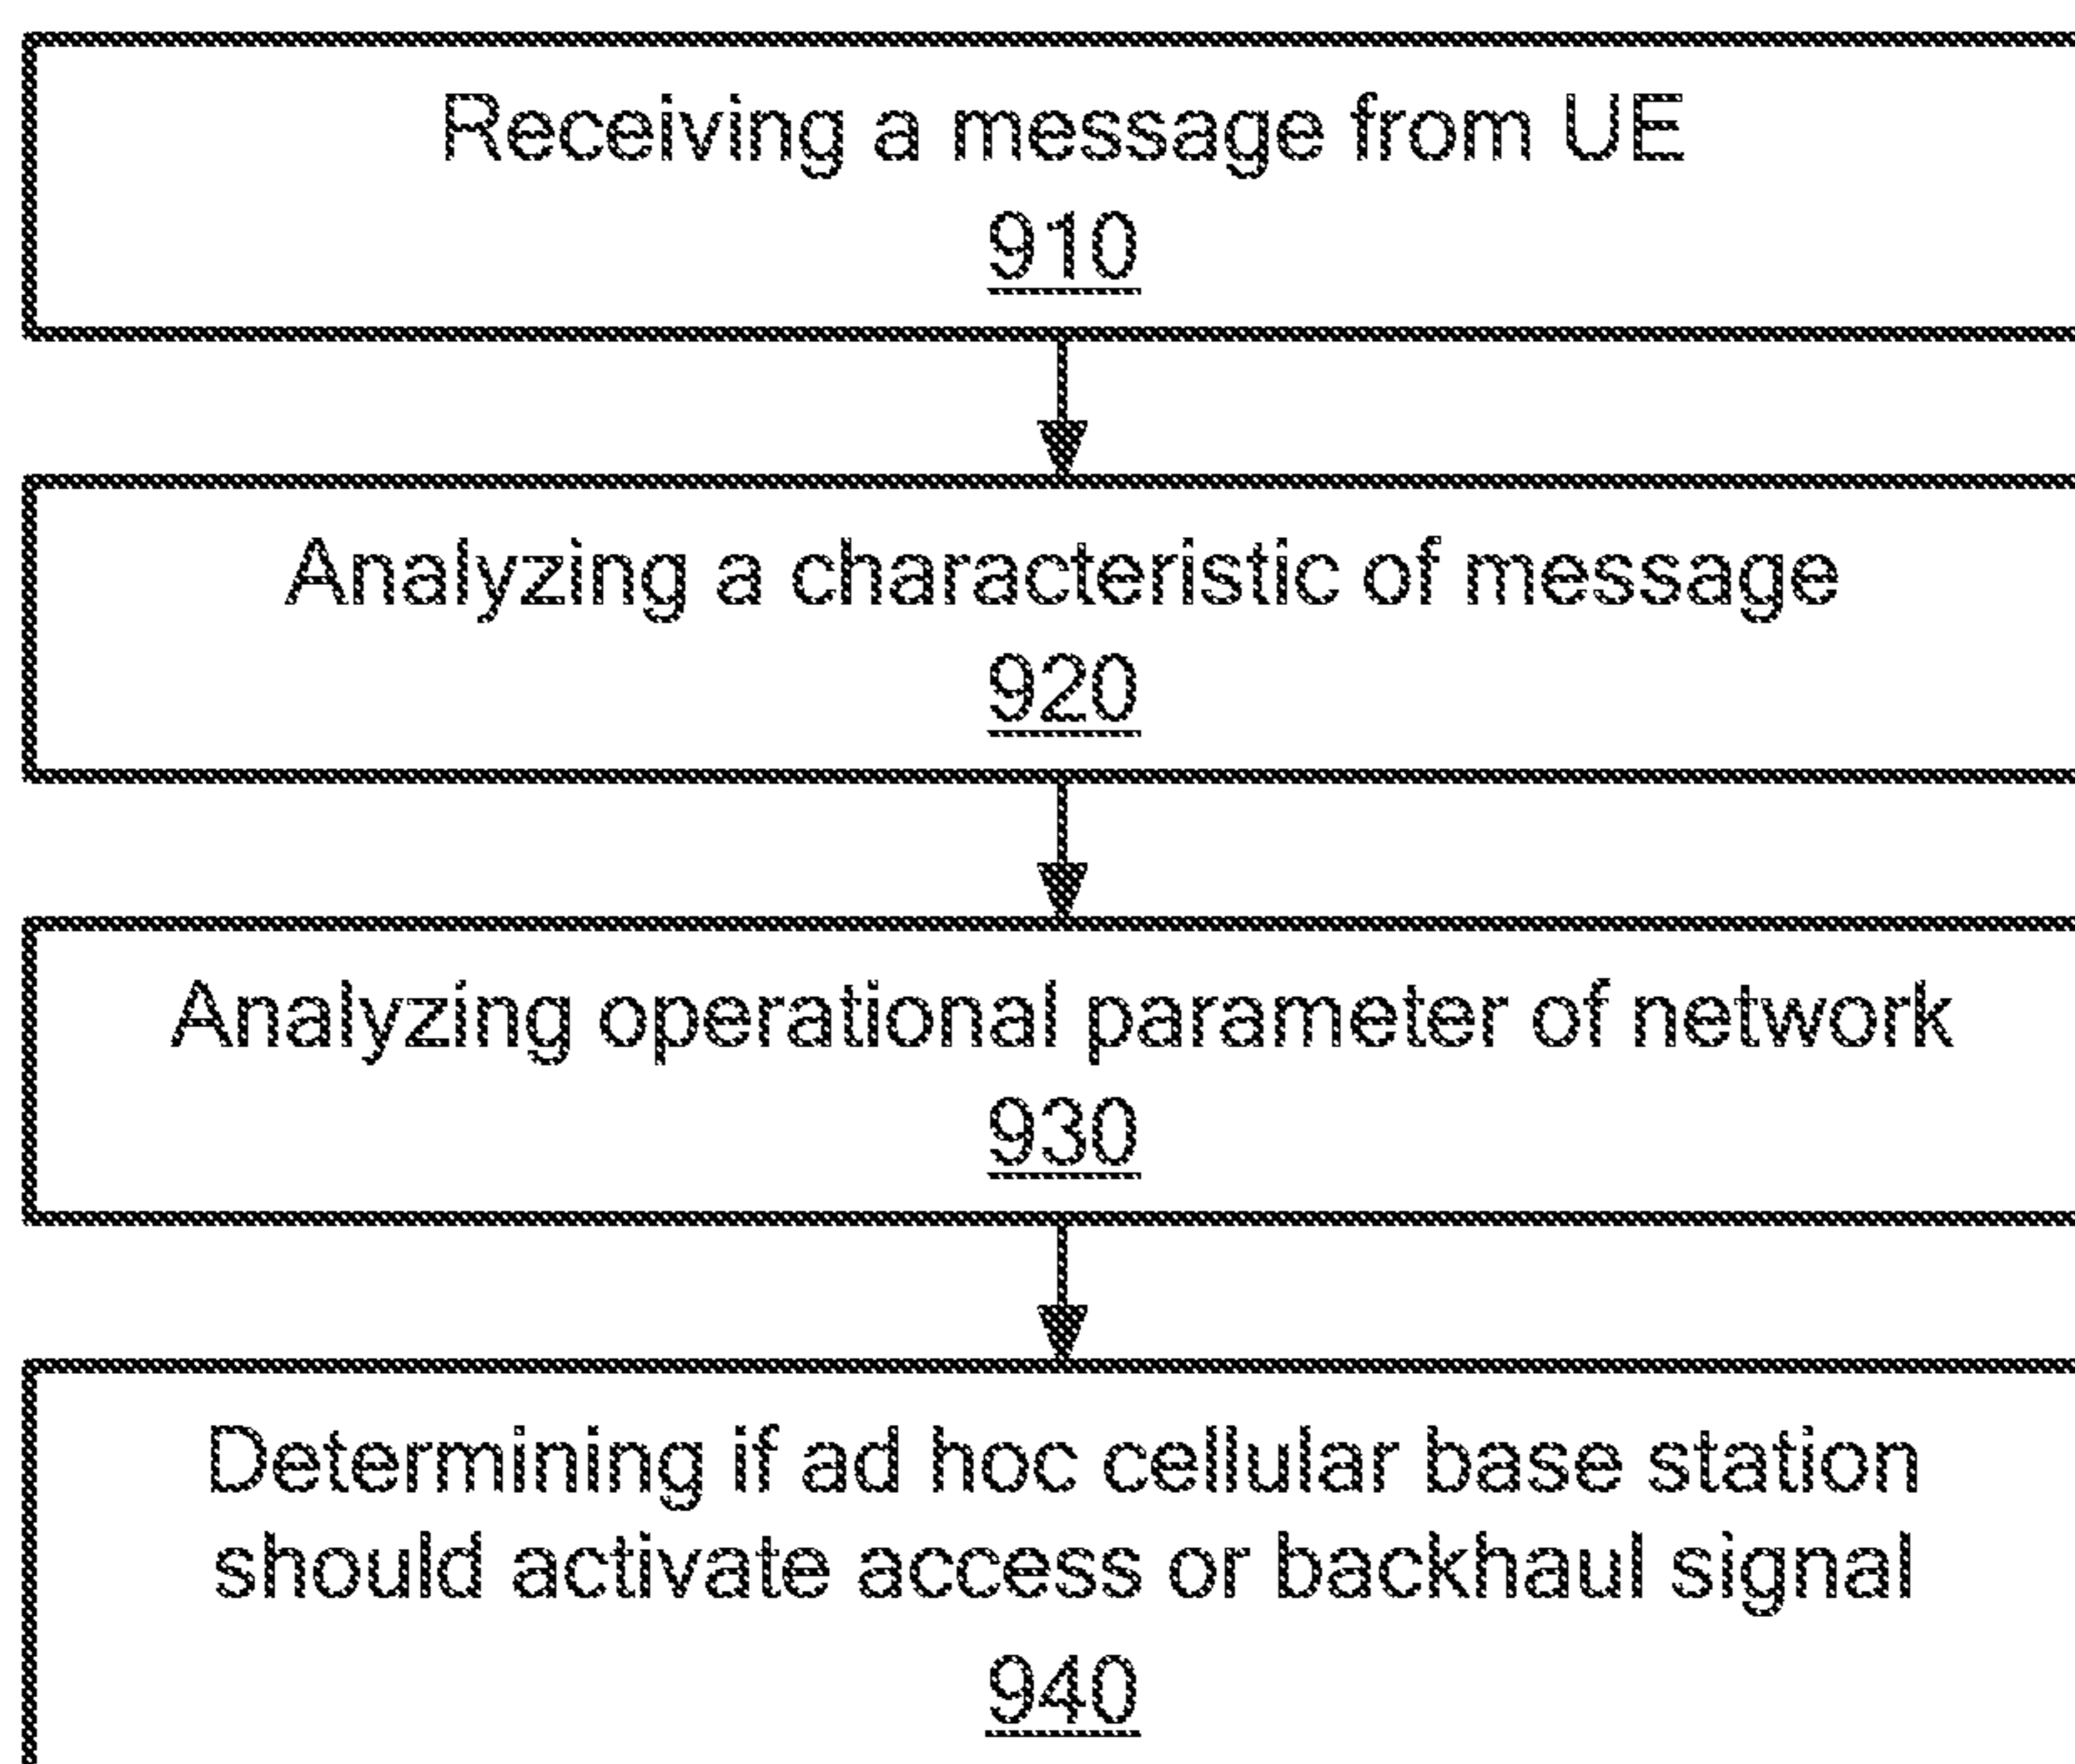 Receiving a message from UE
910
Analyzing a characteristic of message
920
Analyzing operational parameter of network
930
Determining if ad hoc cellular base station
should activate access or backhaul signal
940